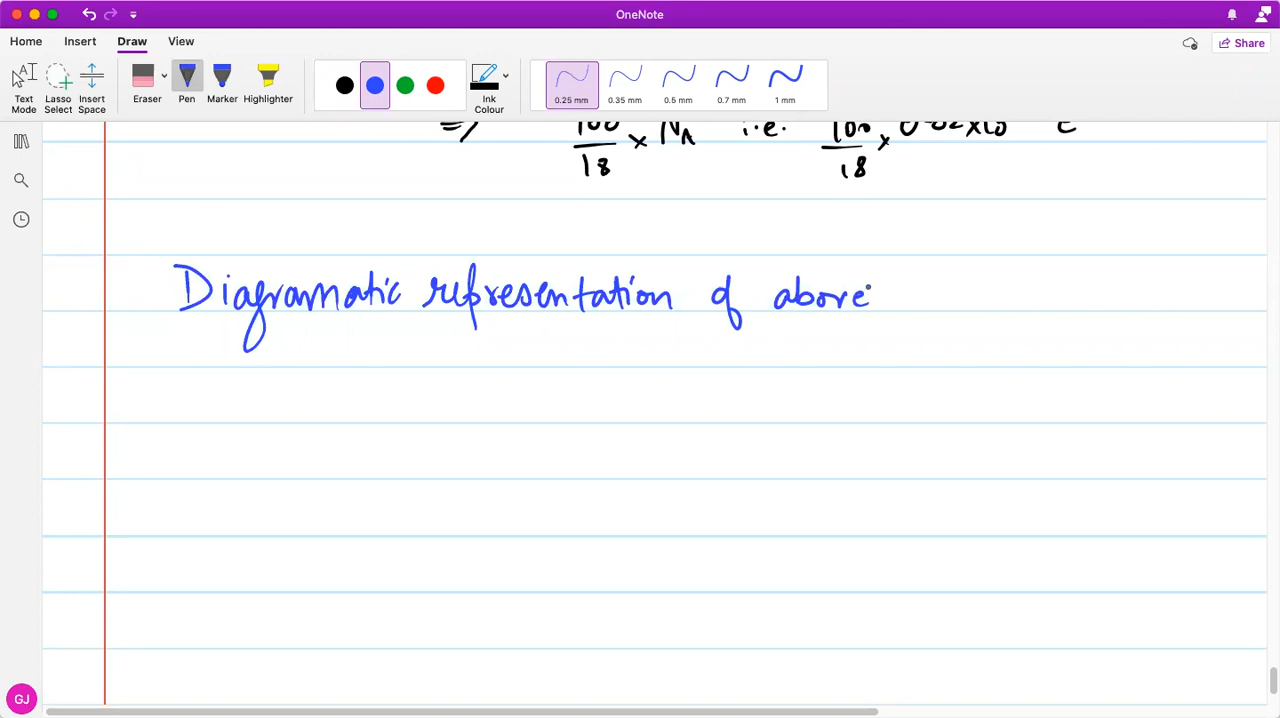 OneNote
Home Insert Draw View
Share
Text Mode
Lasso Select
Insert Space
Eraser
Pen
Marker
Highlighter
Ink Colour
0.25 mm
0.35 mm
0.5 mm
0.7 mm
1 mm
=> 100/18 × NA i.e. 100/18 ×
Diagramatic representation of above
GJ